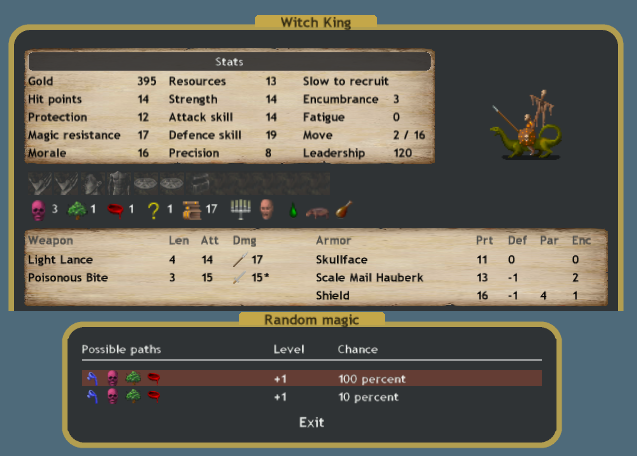 Witch King
Stats
Gold 395 Resources 13 Slow to recruit
Hit points 14 Strength 14 Encumbrance 3
Protection 12 Attack skill 14 Fatigue 0
Magic resistance 17 Defence skill 19 Move 2 / 16
Morale 16 Precision 8 Leadership 120
3 1 1 ? 1 17
Weapon Len Att Dmg Armor Prt Def Par Enc
Light Lance 4 14 17 Skullface 11 0 0
Poisonous Bite 3 15 15* Scale Mail Hauberk 13 -1 2
Shield 16 -1 4 1
Random magic
Possible paths Level Chance
+1 100 percent
+1 10 percent
Exit